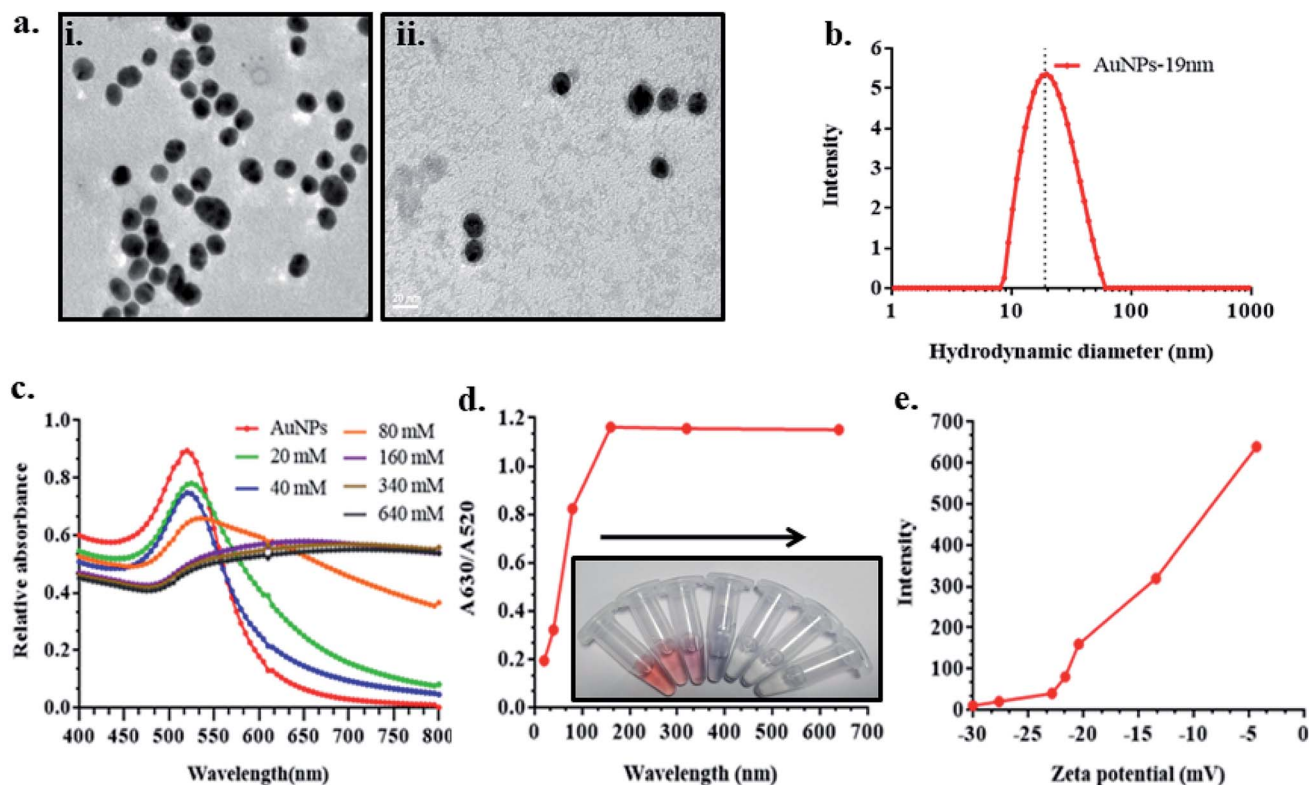 a.
i.
ii.
20 nm
b.
6
5
4
3
2
1
0
Intensity
AuNPs-19nm
1 10 100 1000
Hydrodynamic diameter (nm)
c.
1.0
0.8
0.6
0.4
0.2
0.0
Relative absorbance
AuNPs
20 mM
40 mM
80 mM
160 mM
340 mM
640 mM
400 450 500 550 600 650 700 750 800
Wavelength(nm)
d.
1.2
1.0
0.8
0.6
0.4
0.2
0.0
A630/A520
0 100 200 300 400 500 600 700
Wavelength (nm)
e.
700
600
500
400
300
200
100
0
Intensity
-30 -25 -20 -15 -10 -5 0
Zeta potential (mV)